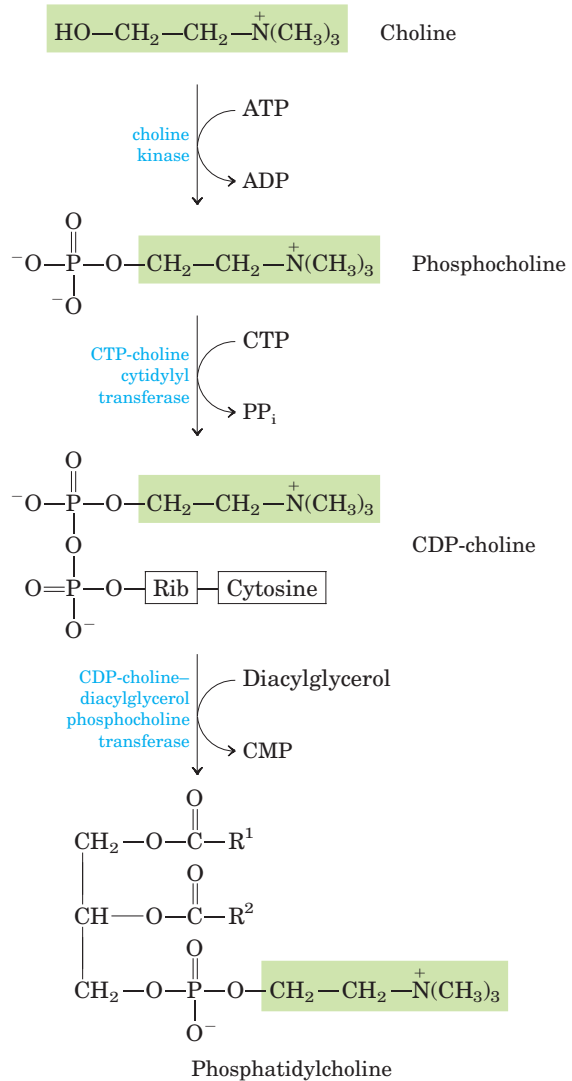 HO—CH₂—CH₂—N⁺(CH₃)₃ Choline
ATP
choline
kinase
ADP
O
⁻O—P—O—CH₂—CH₂—N⁺(CH₃)₃ Phosphocholine
⁻O
CTP-choline
cytidylyl
transferase
CTP
PPᵢ
O
⁻O—P—O—CH₂—CH₂—N⁺(CH₃)₃
O
CDP-choline
O=P—O—Rib—Cytosine
O⁻
CDP-choline–
diacylglycerol
phosphocholine
transferase
Diacylglycerol
CMP
O
CH₂—O—C—R¹
O
CH—O—C—R²
O
CH₂—O—P—O—CH₂—CH₂—N⁺(CH₃)₃
O⁻
Phosphatidylcholine